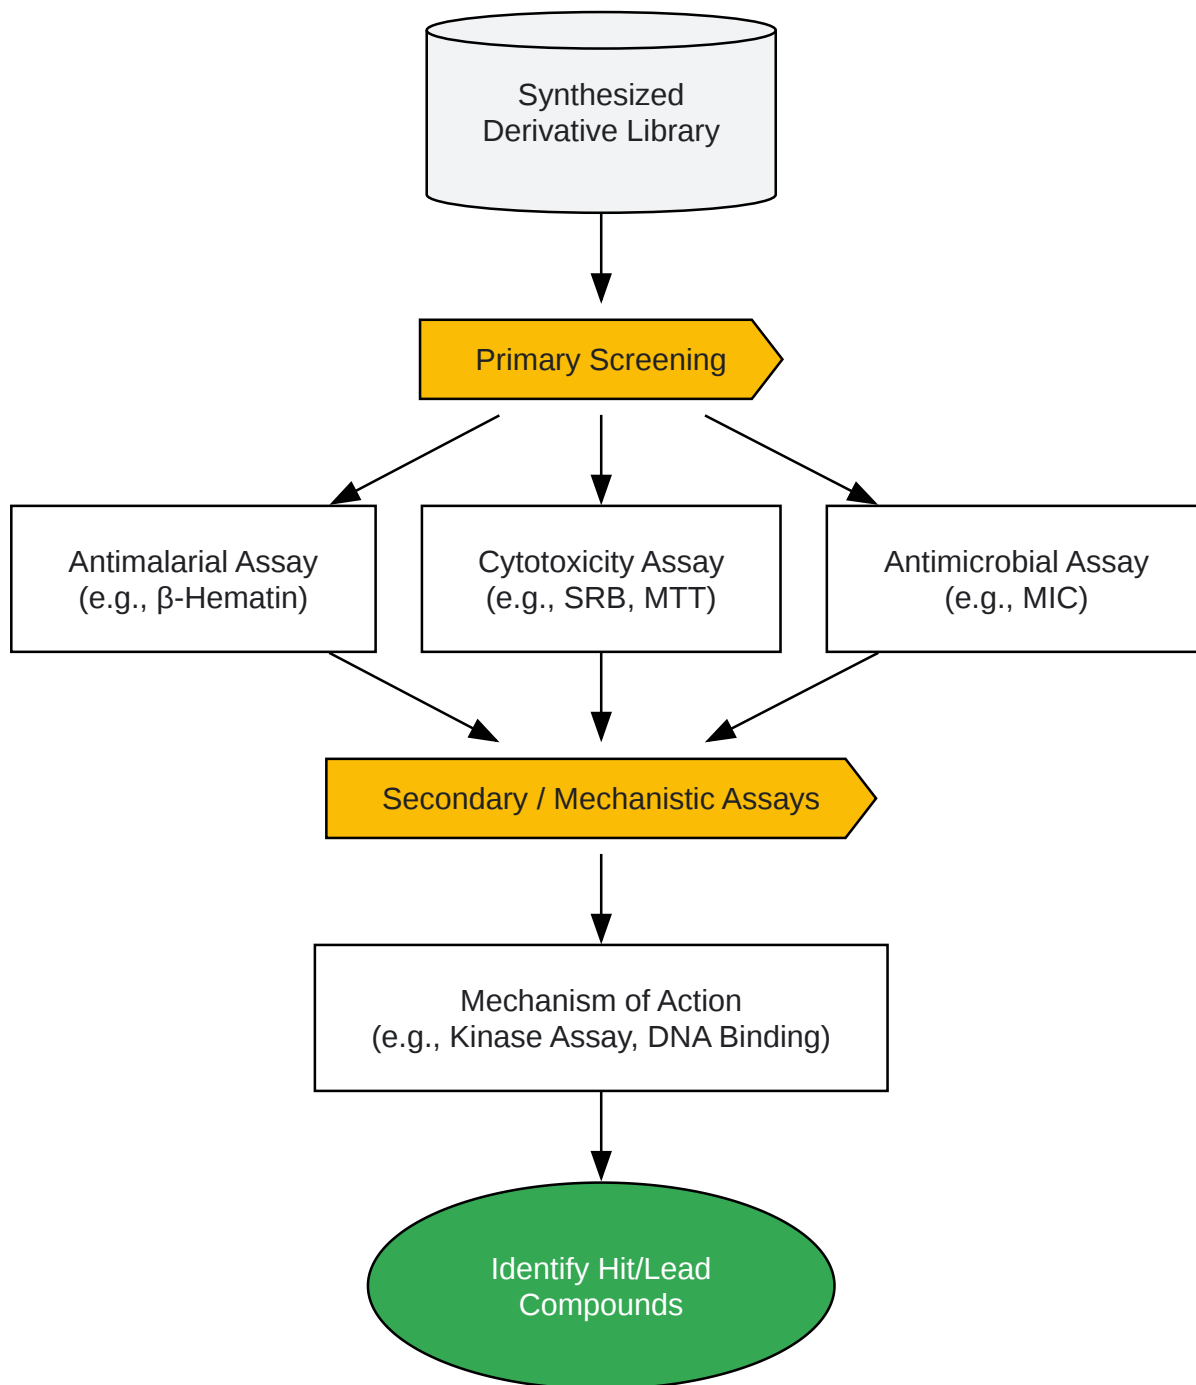 Synthesized
Derivative Library
Primary Screening
Antimalarial Assay
(e.g., β-Hematin)
Cytotoxicity Assay
(e.g., SRB, MTT)
Antimicrobial Assay
(e.g., MIC)
Secondary / Mechanistic Assays
Mechanism of Action
(e.g., Kinase Assay, DNA Binding)
Identify Hit/Lead
Compounds